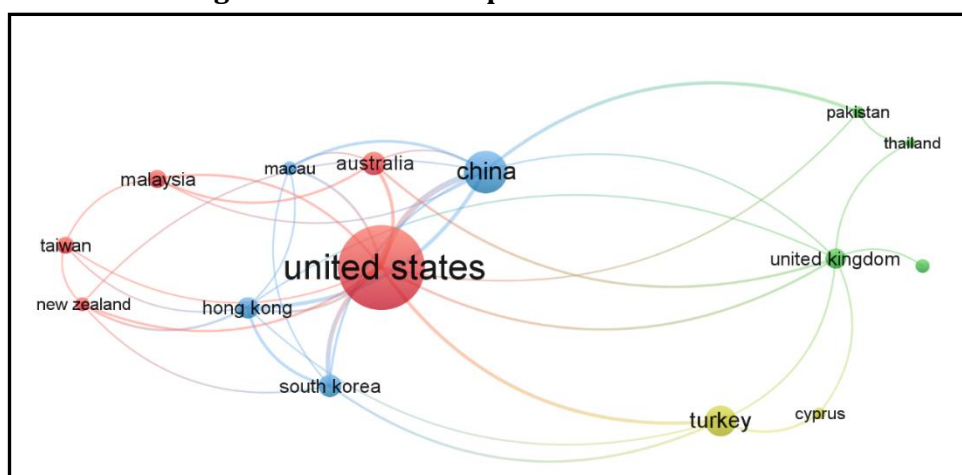 pakistan
thailand
macau
australia
china
malaysia
taiwan
united states
united kingdom
new zealand
hong kong
south korea
turkey
cyprus